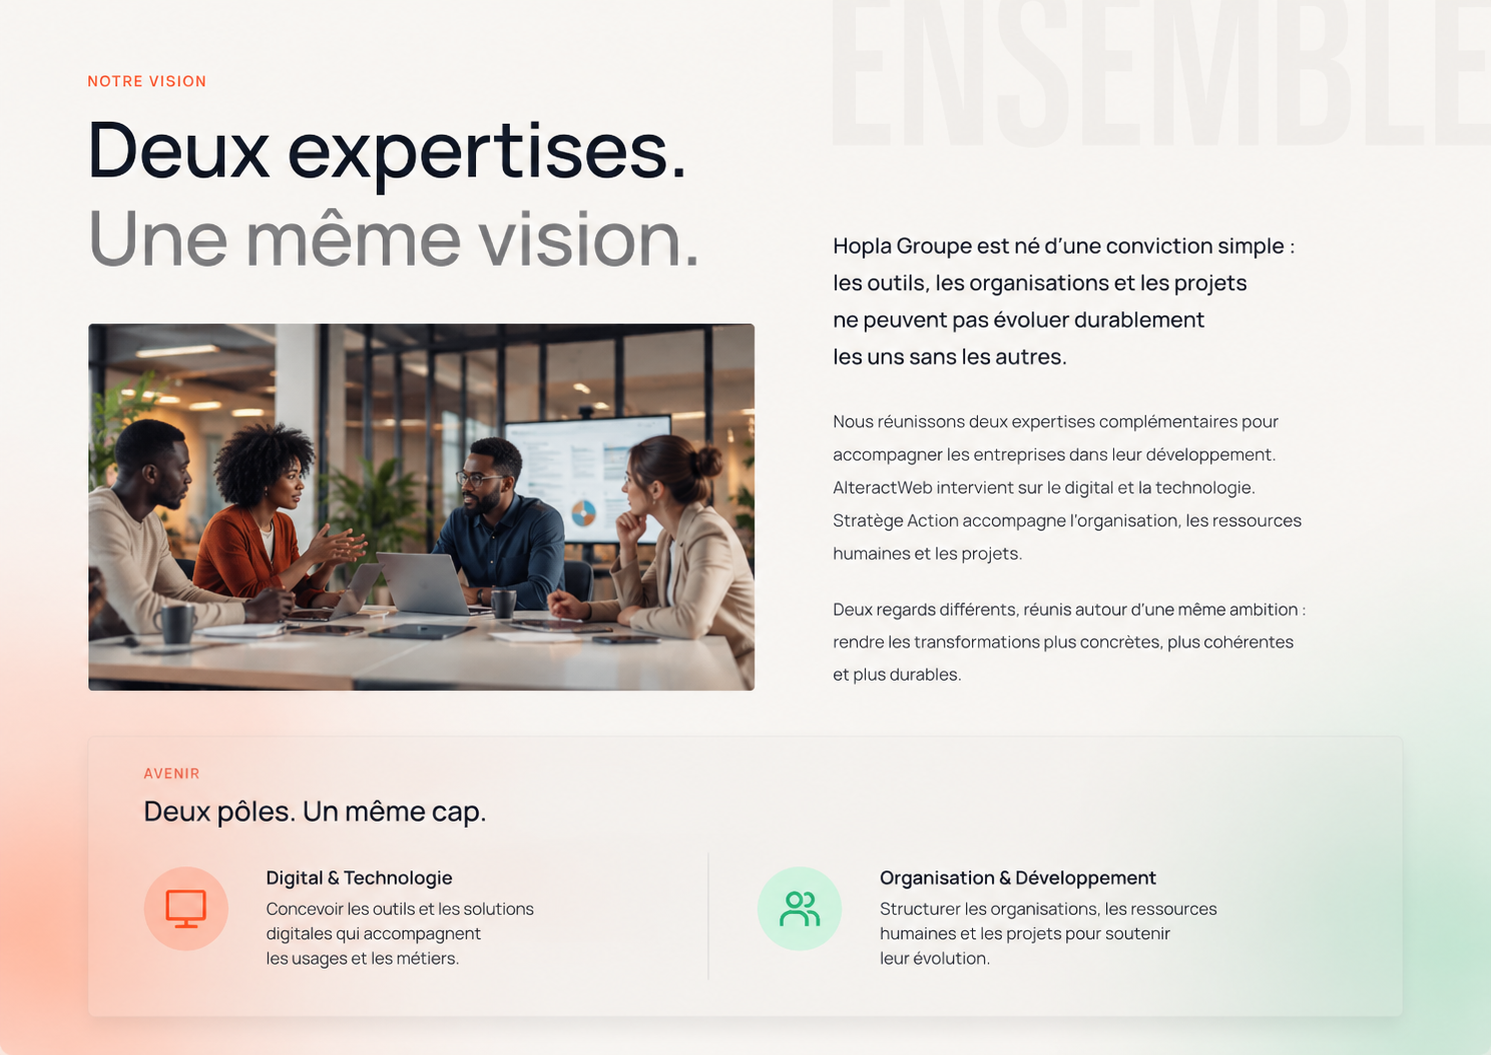 ENSEMBLE
NOTRE VISION
Deux expertises.
Une même vision.
Hopla Groupe est né d'une conviction simple :
les outils, les organisations et les projets
ne peuvent pas évoluer durablement
les uns sans les autres.
Nous réunissons deux expertises complémentaires pour
accompagner les entreprises dans leur développement.
AlteractWeb intervient sur le digital et la technologie.
Stratège Action accompagne l'organisation, les ressources
humaines et les projets.
Deux regards différents, réunis autour d'une même ambition :
rendre les transformations plus concrètes, plus cohérentes
et plus durables.
AVENIR
Deux pôles. Un même cap.
Digital & Technologie
Concevoir les outils et les solutions
digitales qui accompagnent
les usages et les métiers.
Organisation & Développement
Structurer les organisations, les ressources
humaines et les projets pour soutenir
leur évolution.